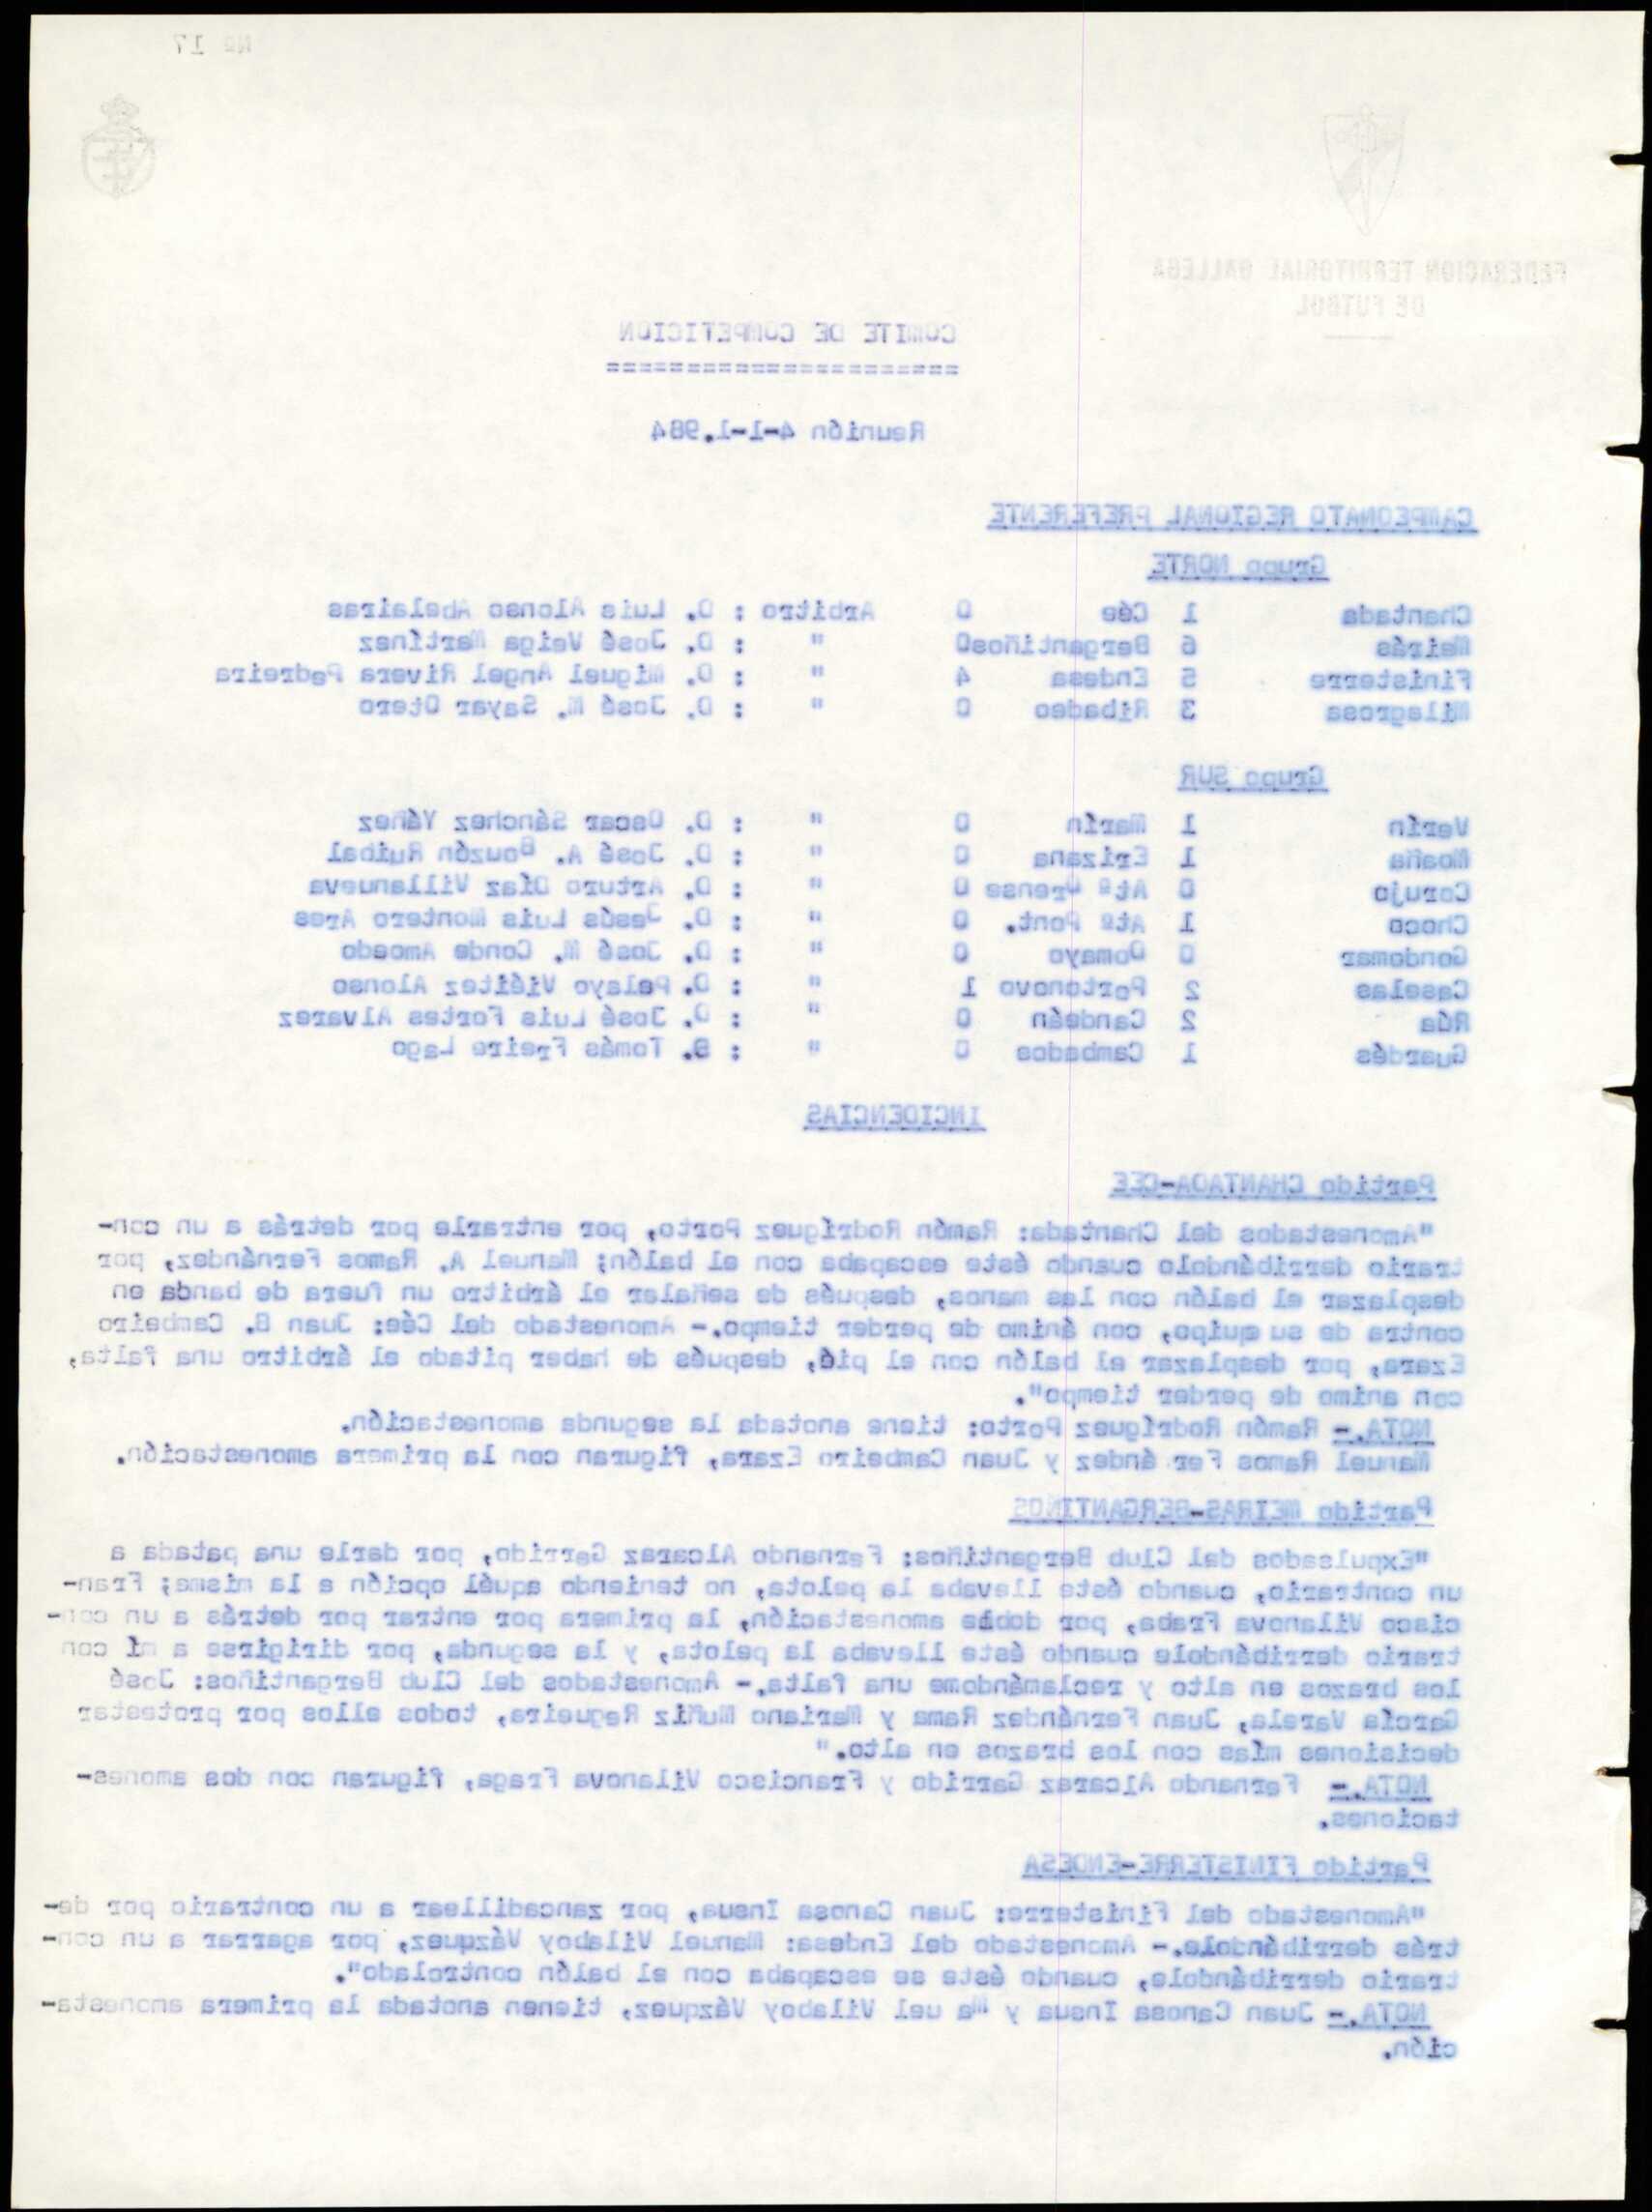 Nº 17
FEDERACION TERRITORIAL GALLEGA
DE FUTBOL
COMITE DE COMPETICION
=======================
Reunión 4-1-1.984
CAMPEONATO REGIONAL PREFERENTE
Grupo NORTE
Chantada 1 Cée 0 Arbitro : D. Luis Alonso Abelairas
Meirás 6 Bergantiños0 " : D. José Veiga Martínez
Finisterre 5 Endesa 4 " : D. Miguel Angel Rivera Pedreira
Milagrosa 3 Ribadeo 0 " : D. José M. Sayar Otero
Grupo SUR
Verín 1 Marín 0 " : D. Oscar Sánchez Yáñez
Moaña 1 Erizana 0 " : D. José A. Bouzón Ruibal
Corujo 0 Atº Orense 0 " : D. Arturo Díaz Villanueva
Choco 1 Atº Pont. 0 " : D. Jesús Luis Montero Ares
Gondomar 0 Domayo 0 " : D. José M. Conde Amoedo
Caselas 2 Portonovo 1 " : D. Pelayo Viéitez Alonso
Rúa 2 Candeán 0 " : D. José Luis Fortes Alvarez
Guardés 1 Cambados 0 " : D. Tomás Freire Lago
INCIDENCIAS
Partido CHANTADA-CEE
"Amonestados del Chantada: Ramón Rodríguez Porto, por entrarle por detrás a un con-
trario derribándolo cuando éste escapaba con el balón; Manuel A. Ramos Fernández, por
desplazar el balón con las manos, después de señalar el árbitro un fuera de banda en
contra de su equipo, con ánimo de perder tiempo.- Amonestado del Cée: Juan B. Cambeiro
Ezara, por desplazar el balón con el pié, después de haber pitado el árbitro una falta,
con animo de perder tiempo".
NOTA.- Ramón Rodríguez Porto: tiene anotada la segunda amonestación.
Manuel Ramos Fer ández y Juan Cambeiro Ezara, figuran con la primera amonestación.
Partido MEIRAS-BERGANTIÑOS
"Expulsados del Club Bergantiños: Fernando Alcaraz Garrido, por darle una patada a
un contrario, cuando éste llevaba la pelota, no teniendo aquél opción a la misma; Fran-
cisco Vilanova Fraba, por doble amonestación, la primera por entrar por detrás a un con-
trario derribándole cuando éste llevaba la pelota, y la segunda, por dirigirse a mí con
los brazos en alto y reclamándome una falta.- Amonestados del Club Bergantiños: José
García Varela, Juan Fernández Rama y Mariano Muñiz Regueira, todos ellos por protestar
decisiones mías con los brazos en alto."
NOTA.- Fernando Alcaraz Garrido y Francisco Vilanova Fraga, figuran con dos amones-
taciones.
Partido FINISTERRE-ENDESA
"Amonestado del Finisterre: Juan Canosa Insua, por zancadillear a un contrario por de-
trás derribándole.- Amonestado del Endesa: Manuel Vilaboy Vázquez, por agarrar a un con-
trario derribándole, cuando éste se escapaba con el balón controlado".
NOTA.- Juan Canosa Insua y Ma uel Vilaboy Vázquez, tienen anotada la primera amonesta-
ción.